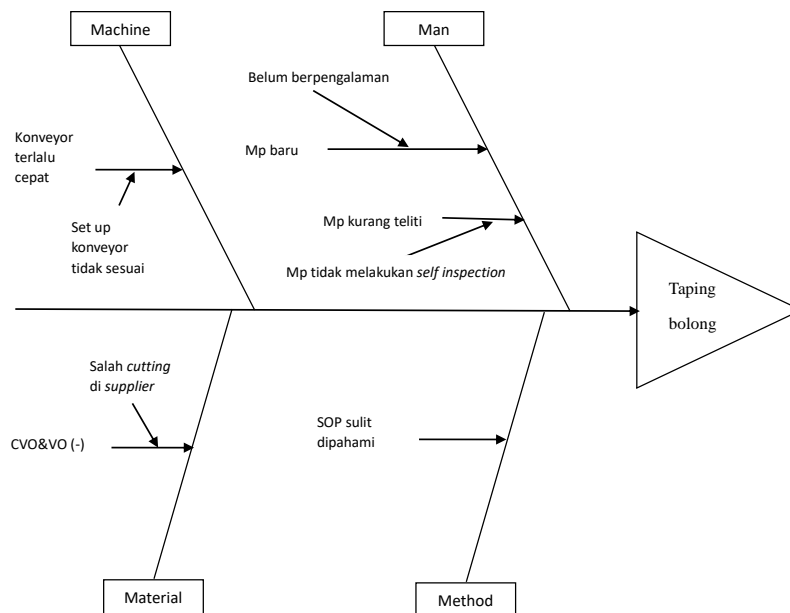 Machine
Man
Belum berpengalaman
Konveyor
terlalu
cepat
Mp baru
Set up
konveyor
tidak sesuai
Mp kurang teliti
Mp tidak melakukan self inspection
Taping
bolong
Salah cutting
di supplier
CVO&VO (-)
SOP sulit
dipahami
Material
Method